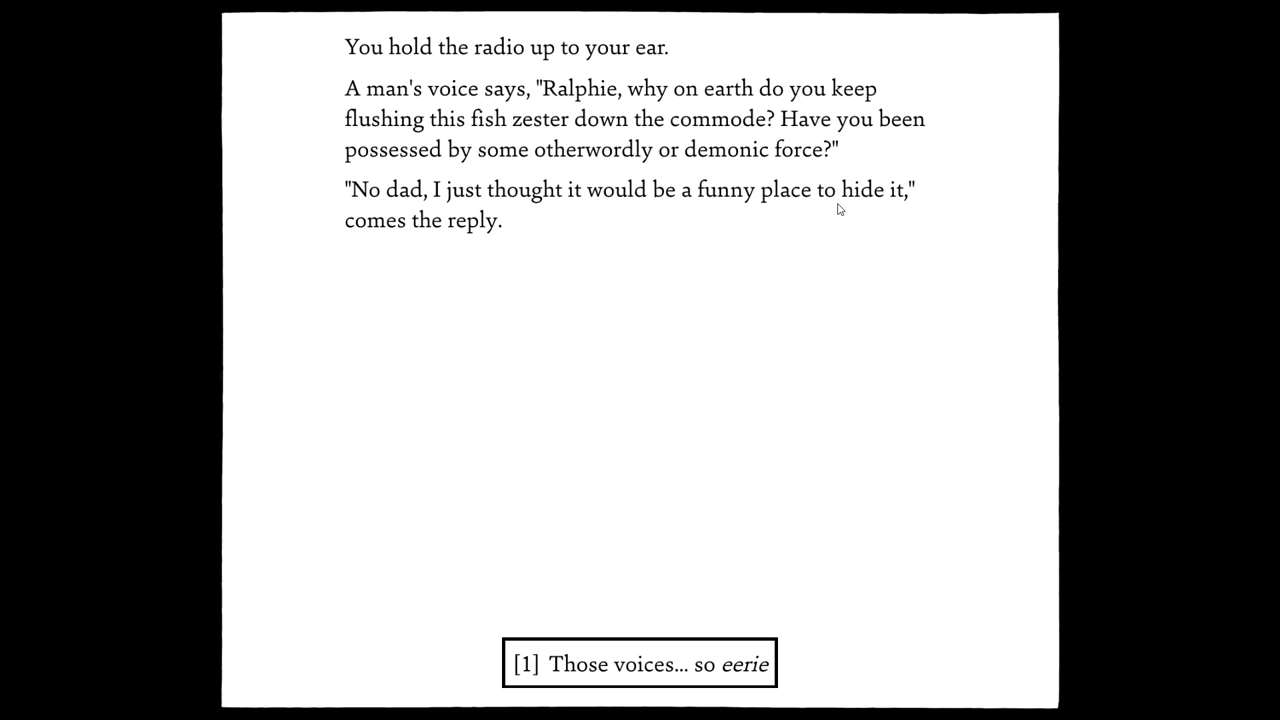 You hold the radio up to your ear.
A man's voice says, "Ralphie, why on earth do you keep
flushing this fish zester down the commode? Have you been
possessed by some otherwordly or demonic force?"
"No dad, I just thought it would be a funny place to hide it,"
comes the reply.
[1] Those voices... so eerie